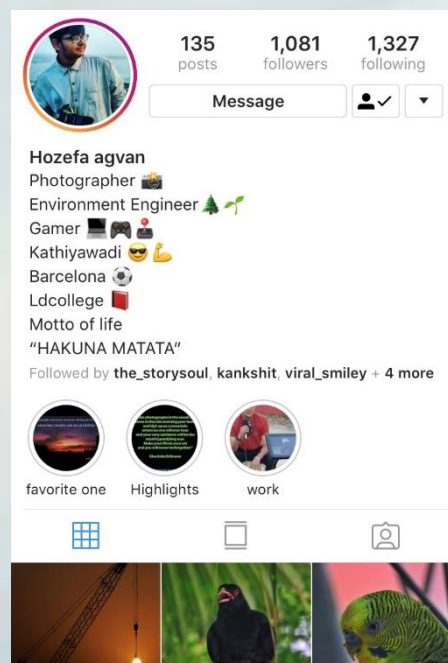 135 1,081 1,327
posts followers following
Message
Hozefa agvan
Photographer 📸
Environment Engineer 🌲 🌱
Gamer 💻 🎮 🕹️
Kathiyawadi 😎 💪
Barcelona ⚽
Ldcollege 📕
Motto of life
“HAKUNA MATATA”
Followed by the_storysoul, kankshit, viral_smiley + 4 more
favorite one Highlights work